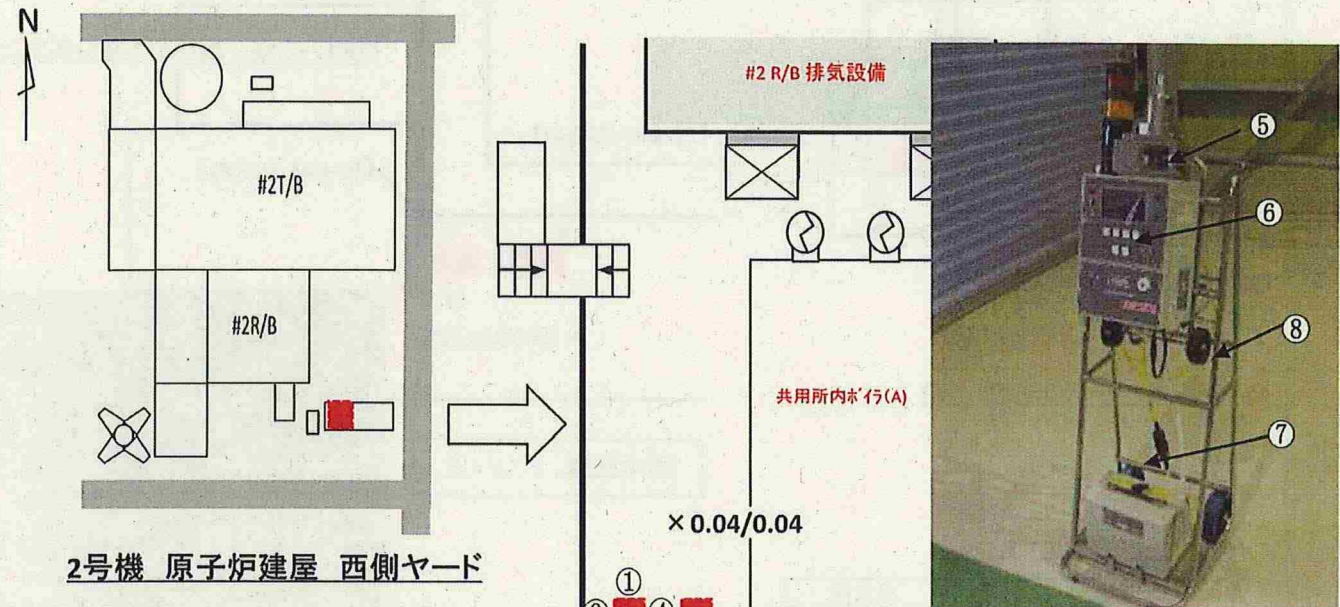 N
#2T/B
#2R/B
2号機 原子炉建屋 西側ヤード
#2 R/B 排気設備
共用所内ボイラ(A)
×0.04/0.04
①
④
⑤
⑥
⑧
⑦